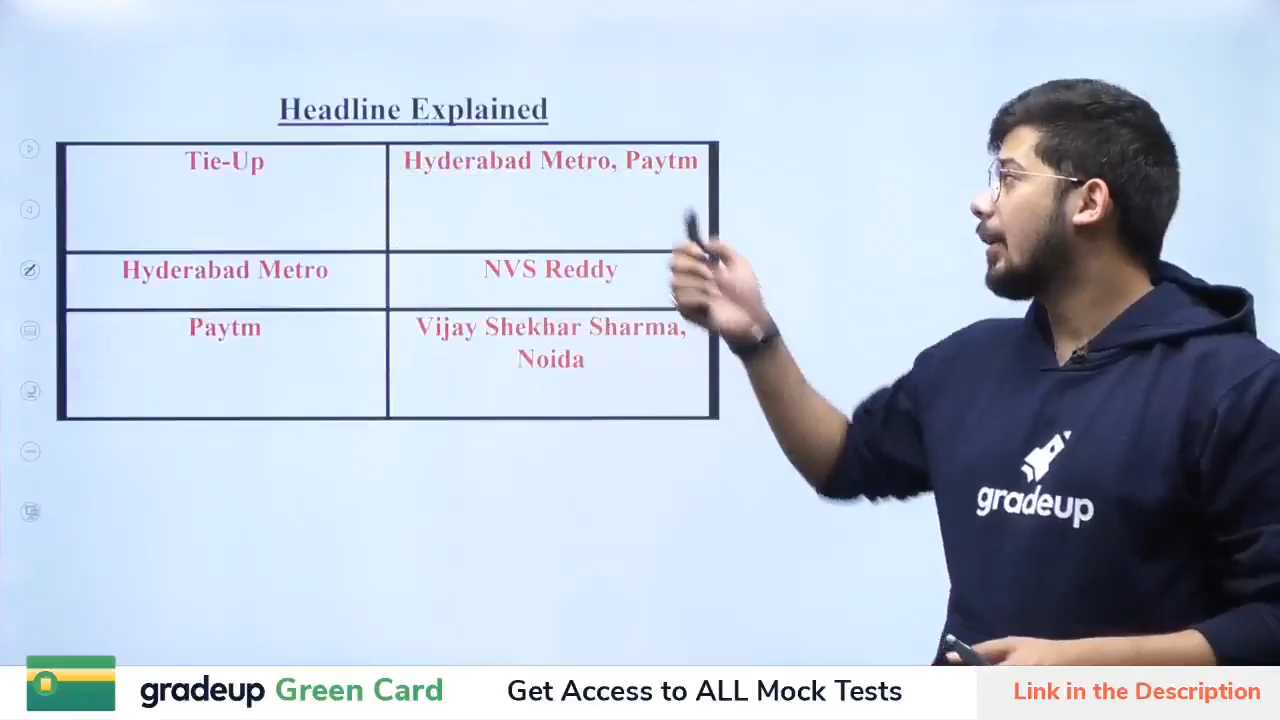 Headline Explained
Tie-Up
Hyderabad Metro, Paytm
Hyderabad Metro
NVS Reddy
Paytm
Vijay Shekhar Sharma,
Noida
gradeup
gradeup Green Card
Get Access to ALL Mock Tests
Link in the Description